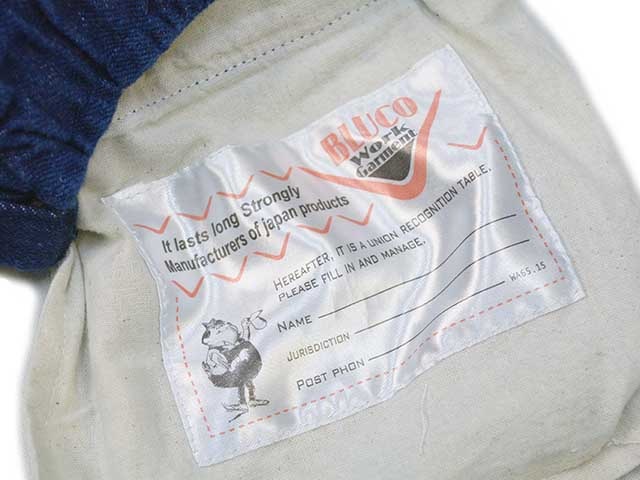 BLUCO
Work
Garment
It lasts long Strongly
Manufacturers of japan products
HEREAFTER, IT IS A UNION RECOGNITION TABLE.
PLEASE FILL IN AND MANAGE.
NAME
JURISDICTION
POST PHON
WA65.15